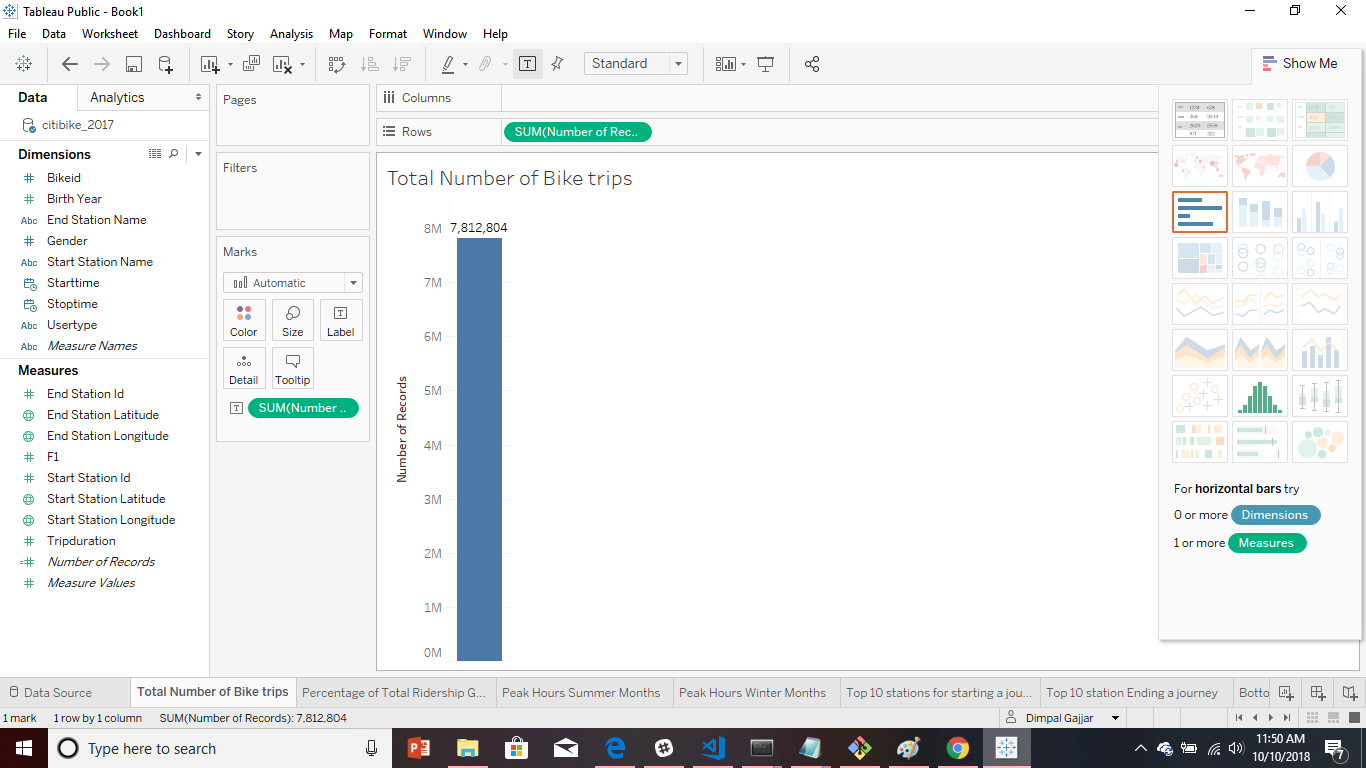 Tableau Public - Book1
File Data Worksheet Dashboard Story Analysis Map Format Window Help
Standard
Show Me
Data Analytics
citibike_2017
Dimensions
Bikeid
Birth Year
Abc End Station Name
Gender
Abc Start Station Name
Starttime
Stoptime
Abc Usertype
Abc Measure Names
Measures
End Station Id
End Station Latitude
End Station Longitude
F1
Start Station Id
Start Station Latitude
Start Station Longitude
Tripduration
Number of Records
Measure Values
Pages
Filters
Marks
Automatic
Color Size Label
Detail Tooltip
SUM(Number ..
Columns
Rows SUM(Number of Rec..
Total Number of Bike trips
7,812,804
8M
7M
6M
5M
4M
3M
2M
1M
0M
Number of Records
For horizontal bars try
0 or more Dimensions
1 or more Measures
Data Source Total Number of Bike trips Percentage of Total Ridership G... Peak Hours Summer Months Peak Hours Winter Months Top 10 stations for starting a jou... Top 10 station Ending a journey Botto
1 mark 1 row by 1 column SUM(Number of Records): 7,812,804 Dimpal Gajjar
Type here to search
11:50 AM
10/10/2018
7